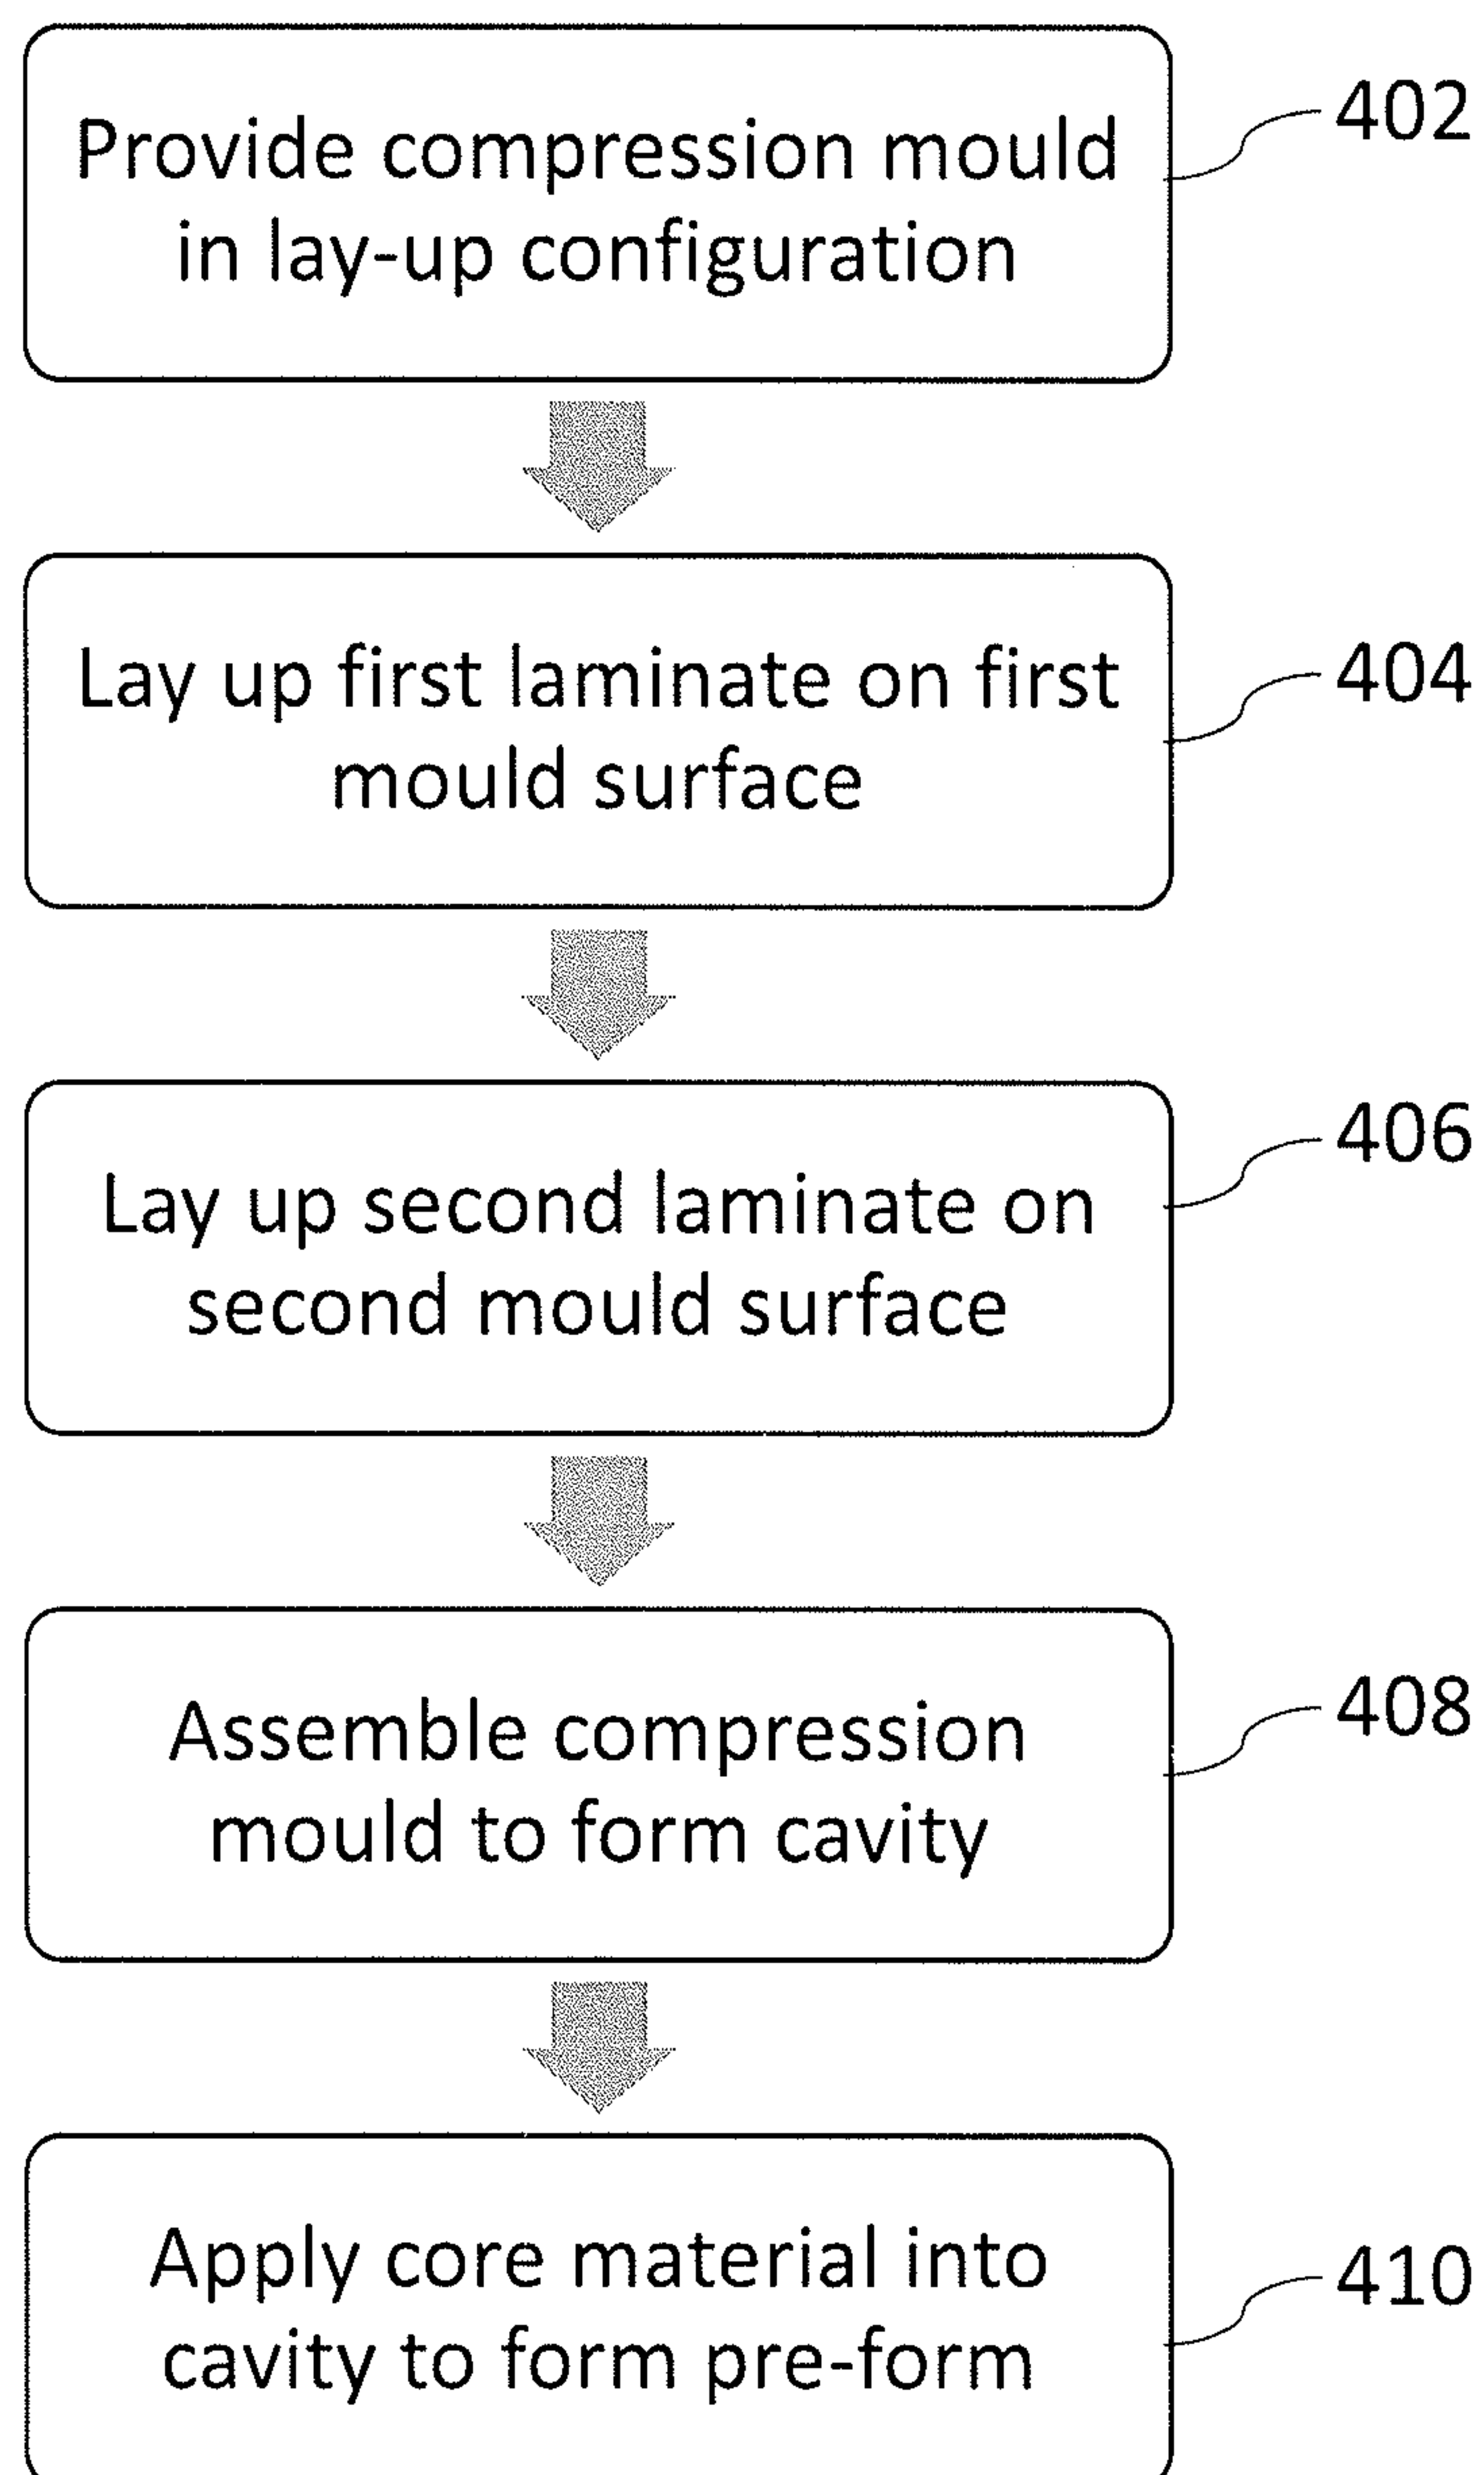 Provide compression mould
in lay-up configuration
402
Lay up first laminate on first
mould surface
404
Lay up second laminate on
second mould surface
406
Assemble compression
mould to form cavity
408
Apply core material into
cavity to form pre-form
410